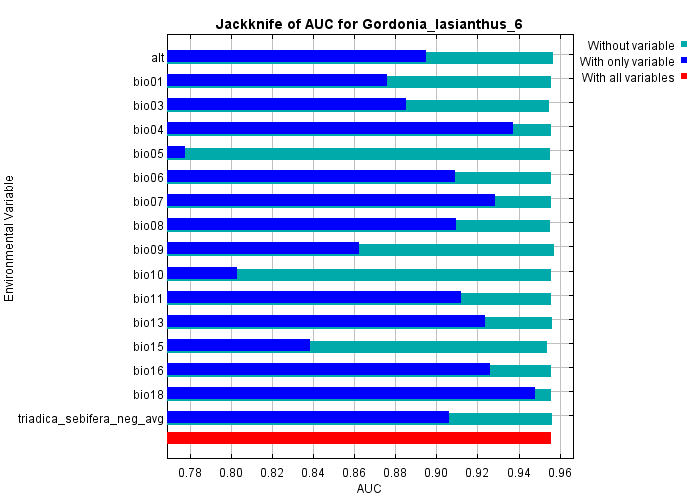 Jackknife of AUC for Gordonia_lasianthus_6
Without variable
With only variable
With all variables
Environmental Variable
alt
bio01
bio03
bio04
bio05
bio06
bio07
bio08
bio09
bio10
bio11
bio13
bio15
bio16
bio18
triadica_sebifera_neg_avg
0.78 0.80 0.82 0.84 0.86 0.88 0.90 0.92 0.94 0.96
AUC